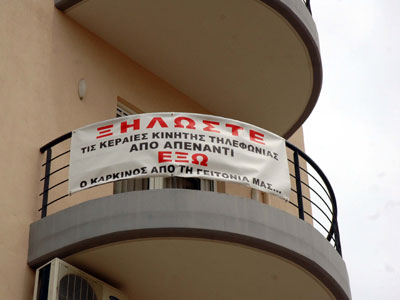 ΞΗΛΩΣΤΕ
ΤΙΣ ΚΕΡΑΙΕΣ ΚΙΝΗΤΗΣ ΤΗΛΕΦΩΝΙΑΣ
ΑΠΟ ΑΠΕΝΑΝΤΙ
ΕΞΩ
Ο ΚΑΡΚΙΝΟΣ ΑΠΟ ΤΗ ΓΕΙΤΟΝΙΑ ΜΑΣ...